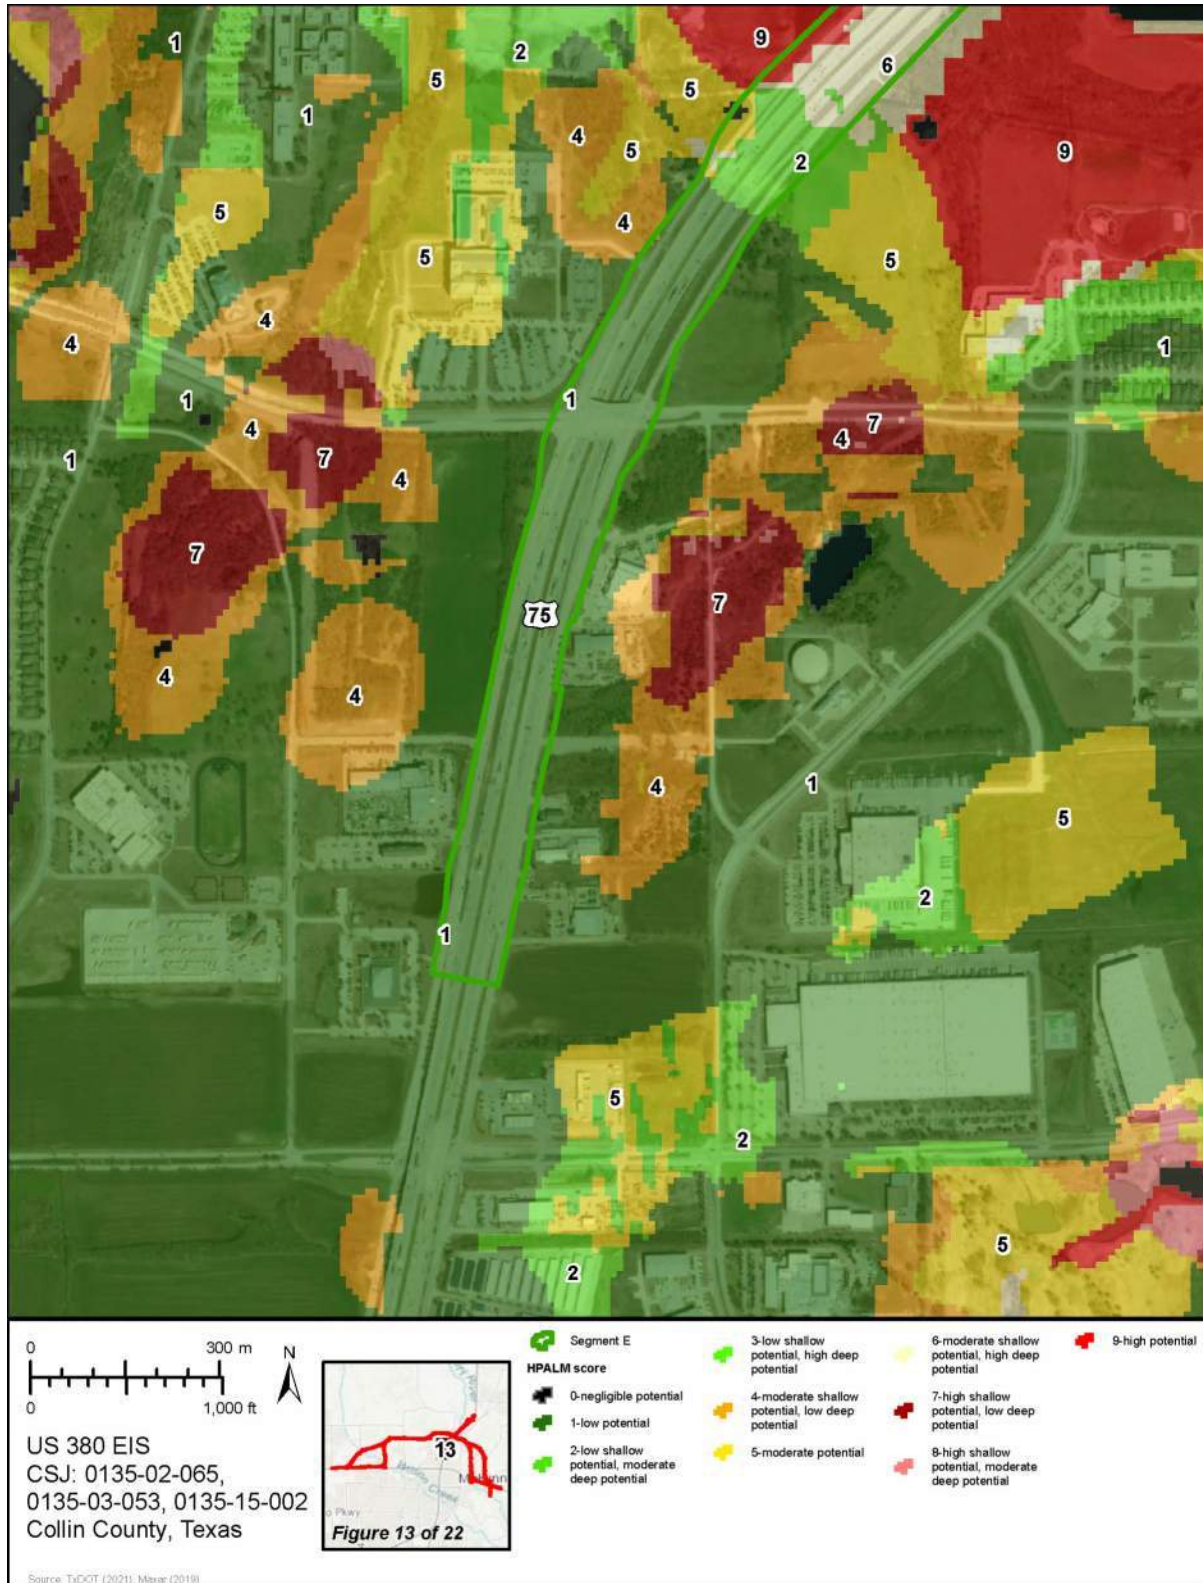 1
2
9
6
5
5
1
4
5
9
2
5
4
5
5
4
4
1
1
1
4
7
4
1
7
4
7
7
75
4
4
4
1
5
2
1
5
2
5
2
0 300 m
0 1,000 ft
N
US 380 EIS
CSJ: 0135-02-065,
0135-03-053, 0135-15-002
Collin County, Texas
Source: TxDOT (2021), Maxar (2019)
13
Figure 13 of 22
Segment E
HPALM score
0-negligible potential
1-low potential
2-low shallow
potential, moderate
deep potential
3-low shallow
potential, high deep
potential
4-moderate shallow
potential, low deep
potential
5-moderate potential
6-moderate shallow
potential, high deep
potential
7-high shallow
potential, low deep
potential
8-high shallow
potential, moderate
deep potential
9-high potential